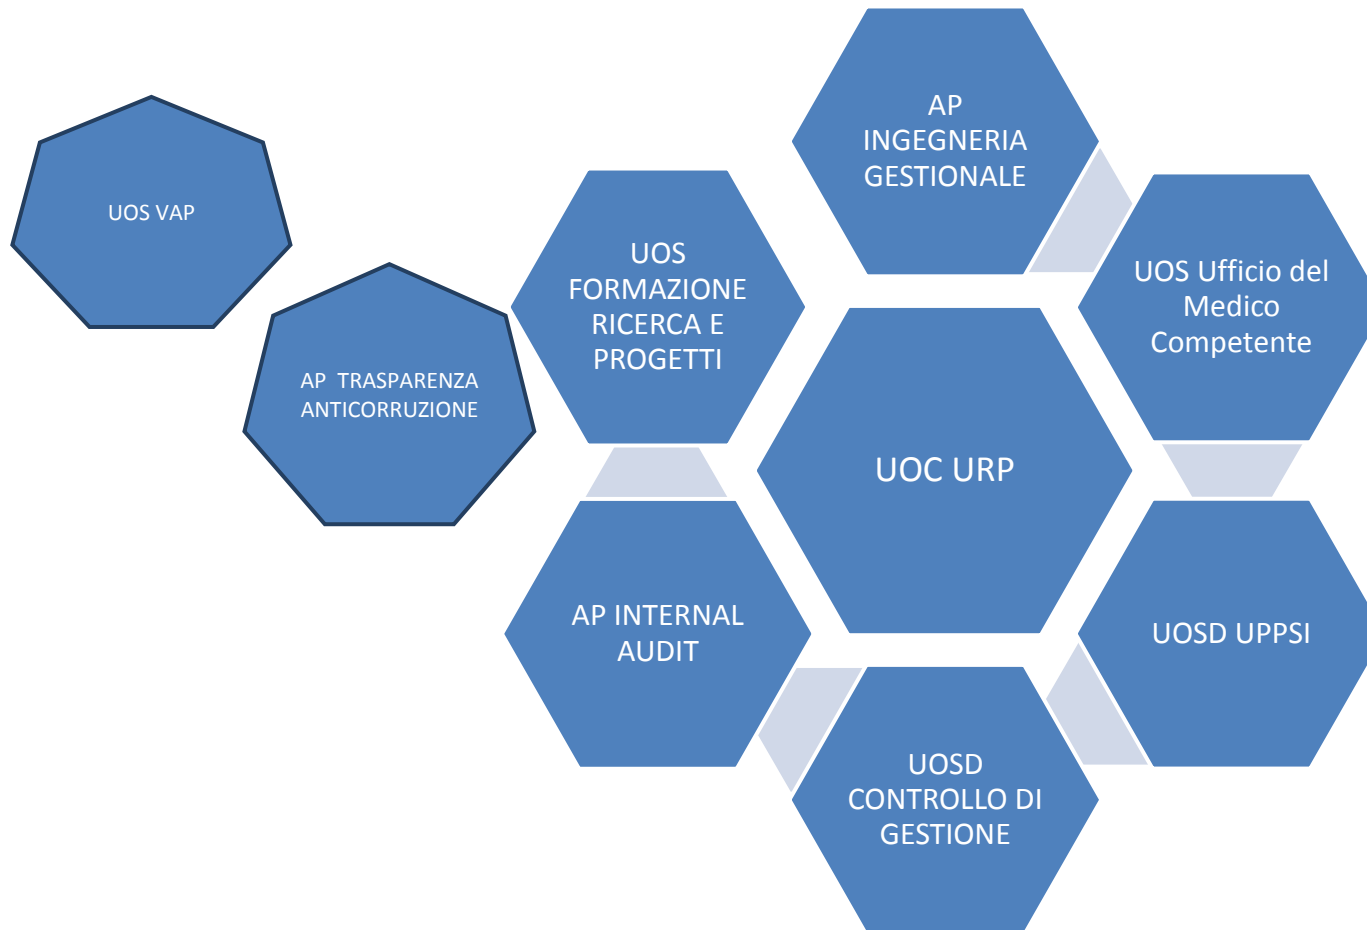 AP
INGEGNERIA
GESTIONALE
UOS VAP
UOS
FORMAZIONE
RICERCA E
PROGETTI
UOS Ufficio del
Medico
Competente
AP TRASPARENZA
ANTICORRUZIONE
UOC URP
AP INTERNAL
AUDIT
UOSD UPPSI
UOSD
CONTROLLO DI
GESTIONE